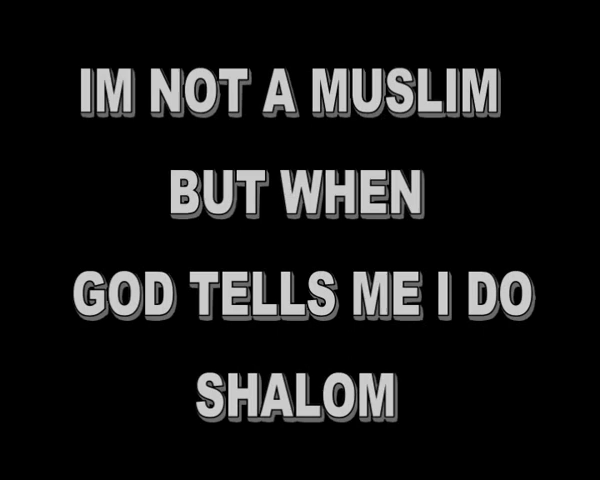 IM NOT A MUSLIM
BUT WHEN
GOD TELLS ME I DO
SHALOM